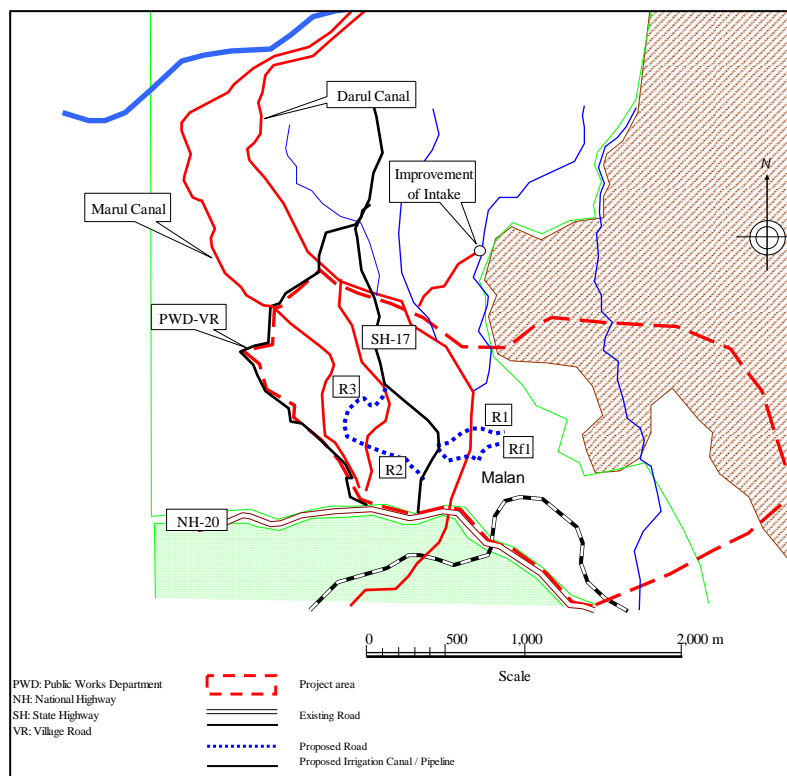 Darul Canal
Improvement
of Intake
N
Marul Canal
PWD-VR
SH-17
R3
R1
Rf1
R2
Malan
NH-20
0
500
1,000
2,000 m
Scale
PWD: Public Works Department
NH: National Highway
SH: State Highway
VR: Village Road
Project area
Existing Road
Proposed Road
Proposed Irrigation Canal / Pipeline